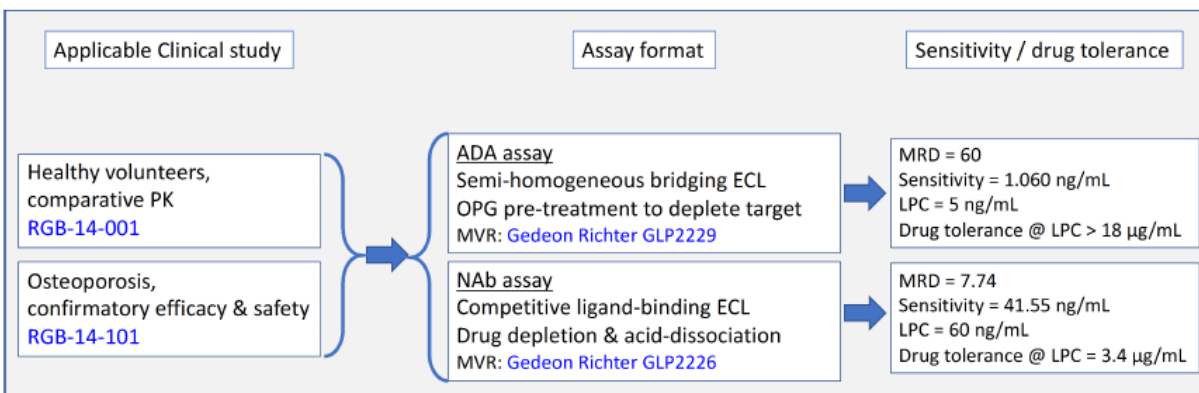 Applicable Clinical study
Assay format
Sensitivity / drug tolerance
Healthy volunteers,
comparative PK
RGB-14-001
Osteoporosis,
confirmatory efficacy & safety
RGB-14-101
ADA assay
Semi-homogeneous bridging ECL
OPG pre-treatment to deplete target
MVR: Gedeon Richter GLP2229
NAb assay
Competitive ligand-binding ECL
Drug depletion & acid-dissociation
MVR: Gedeon Richter GLP2226
MRD = 60
Sensitivity = 1.060 ng/mL
LPC = 5 ng/mL
Drug tolerance @ LPC > 18 µg/mL
MRD = 7.74
Sensitivity = 41.55 ng/mL
LPC = 60 ng/mL
Drug tolerance @ LPC = 3.4 µg/mL